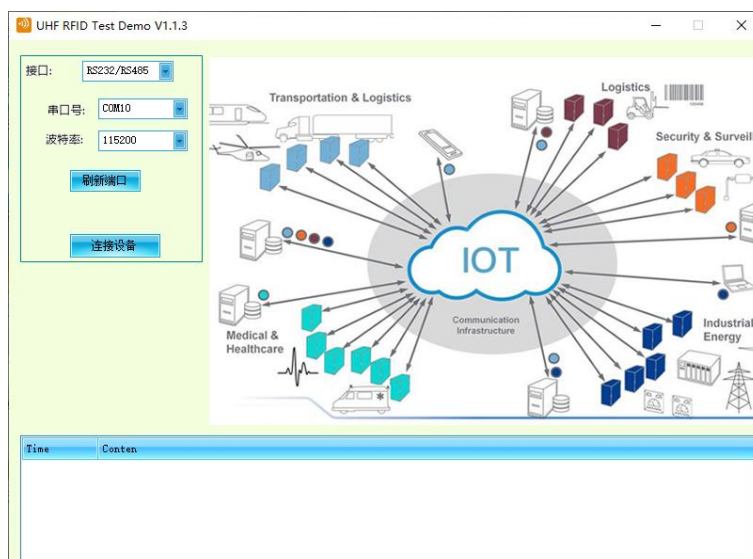 UHF RFID Test Demo V1.1.3
接口:
RS232/RS485
串口号:
COM10
波特率:
115200
刷新端口
连接设备
Transportation & Logistics
Logistics
Security & Surveil
IOT
Communication
Infrastructure
Medical &
Healthcare
Industrial
Energy
Time
Conten